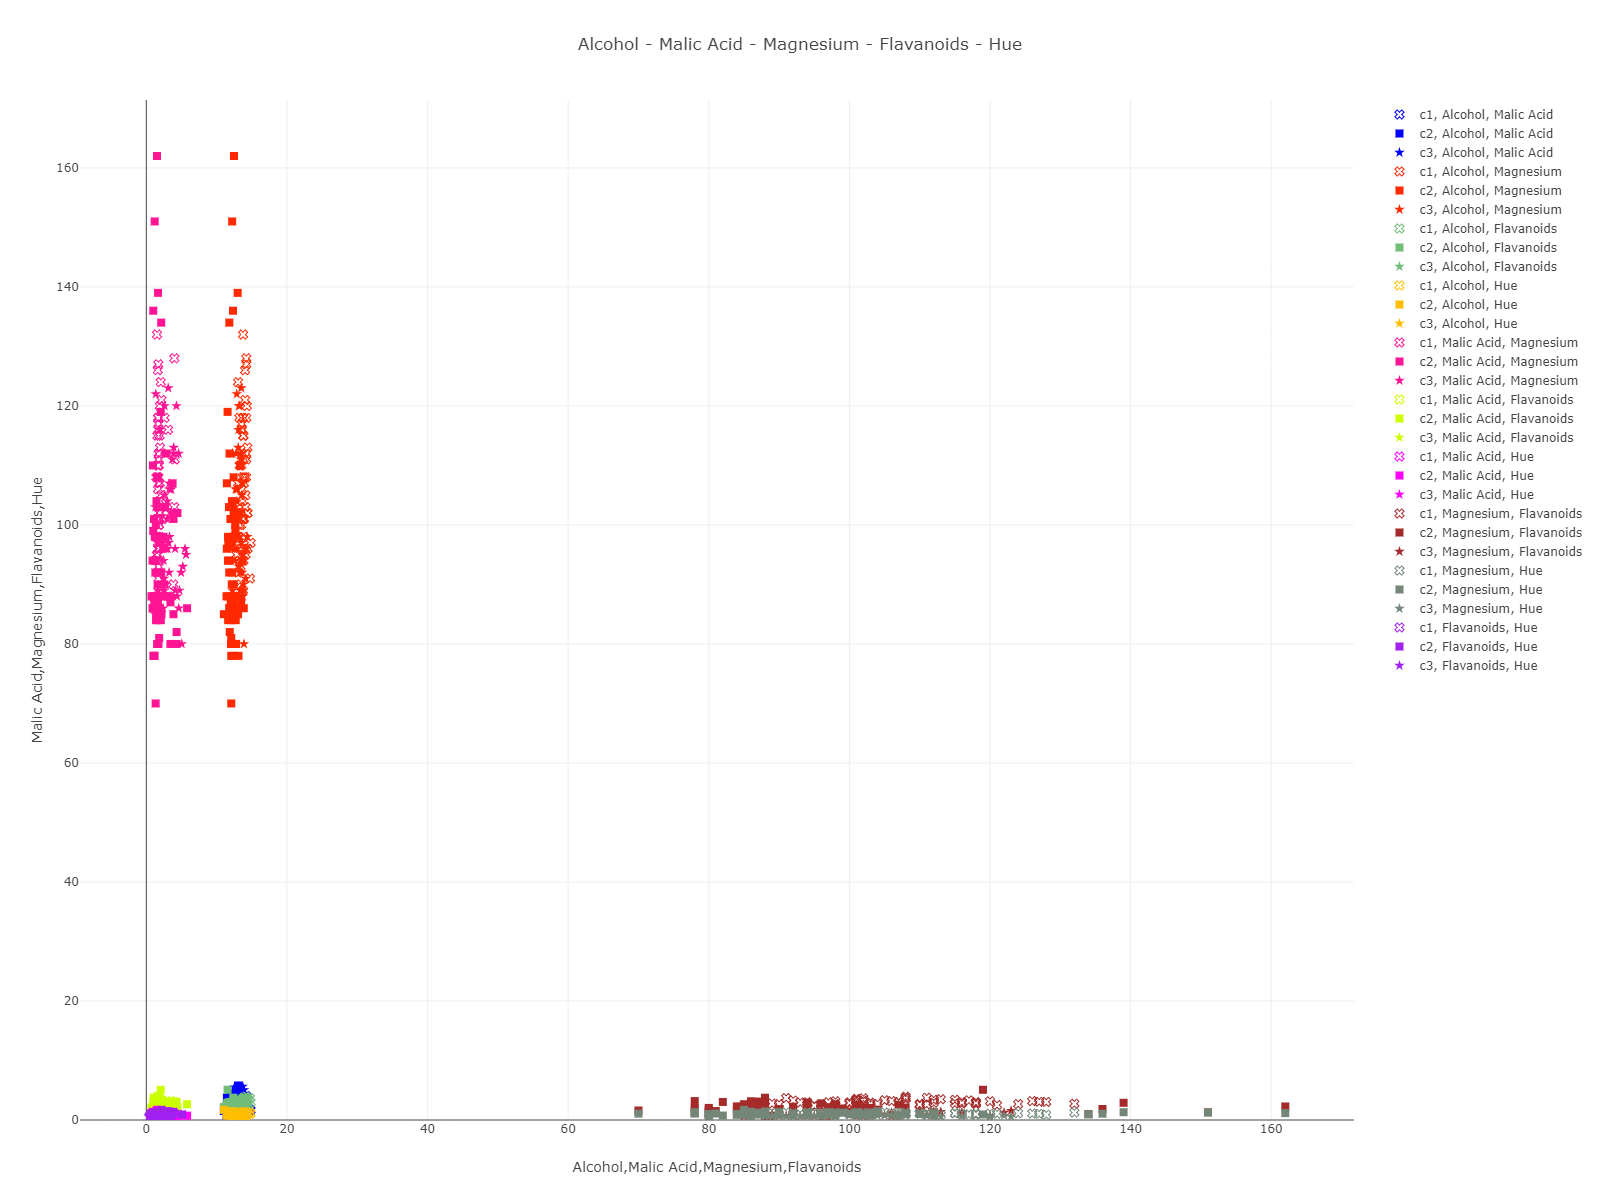 Alcohol - Malic Acid - Magnesium - Flavanoids - Hue
c1, Alcohol, Malic Acid
c2, Alcohol, Malic Acid
c3, Alcohol, Malic Acid
c1, Alcohol, Magnesium
c2, Alcohol, Magnesium
c3, Alcohol, Magnesium
c1, Alcohol, Flavanoids
c2, Alcohol, Flavanoids
c3, Alcohol, Flavanoids
c1, Alcohol, Hue
c2, Alcohol, Hue
c3, Alcohol, Hue
c1, Malic Acid, Magnesium
c2, Malic Acid, Magnesium
c3, Malic Acid, Magnesium
c1, Malic Acid, Flavanoids
c2, Malic Acid, Flavanoids
c3, Malic Acid, Flavanoids
c1, Malic Acid, Hue
c2, Malic Acid, Hue
c3, Malic Acid, Hue
c1, Magnesium, Flavanoids
c2, Magnesium, Flavanoids
c3, Magnesium, Flavanoids
c1, Magnesium, Hue
c2, Magnesium, Hue
c3, Magnesium, Hue
c1, Flavanoids, Hue
c2, Flavanoids, Hue
c3, Flavanoids, Hue
160
140
120
100
80
60
40
20
0
Malic Acid,Magnesium,Flavanoids,Hue
0 20 40 60 80 100 120 140 160
Alcohol,Malic Acid,Magnesium,Flavanoids